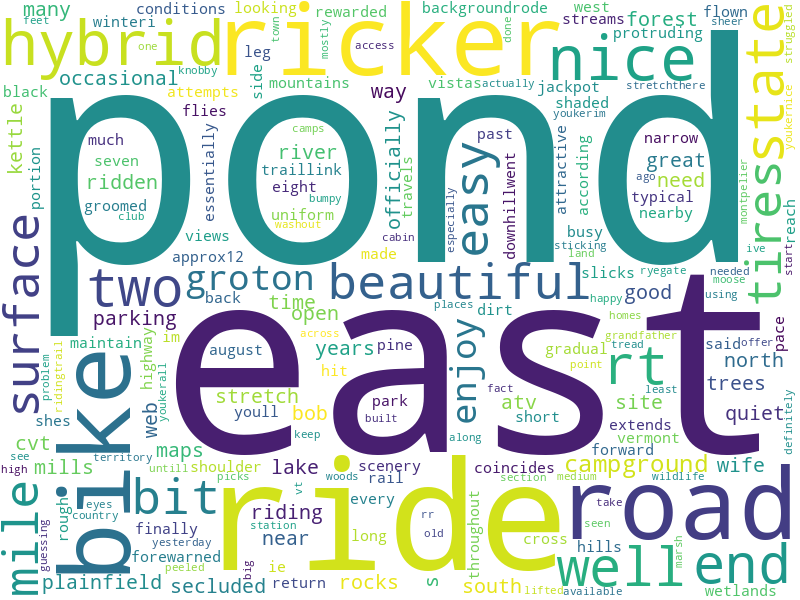 pond
east
ride
ricker
road
bike
hybrid
nice
state
tires
two
beautiful
easy
surface
mile
bit
well
end
rt
groton
enjoy
many
winteri
conditions
looking
rewarded
backgroundrode
west
flown
sheer
feet
town
mostly
one
access
done
streams
forest
struggled
leg
flies
protruding
occasional
knobby
mountains
vistas
jackpot
stretchthere
black
attempts
side
way
actually
shaded
youkerim
youkernice
kettle
portion
much
seven
ridden
groomed
club
essentially
camps
river
traillink
eight
bumpy
uniform
washout
officially
travels
past
especially
downhillwent
attractive
according
narrow
great
ago
need
typical
nearby
montpelier
views
cabin
busy
reach
approx12
made
sticking
land
ive
start
back
time
open
places
dirt
slicks
ryegate
needed
moose
using
parking
across
happy
good
homes
grandfather
pace
maintain
im
august
years
pine
gradual
tread
said
offer
north
problem
ridingtrail
highway
hit
fact
point
least
trees
youkerall
stretch
park
atv
site
quiet
shes
web
youll
bob
built
short
extends
vermont
definitely
cvt
see
territory
maps
keep
along
forward
high
mills
untill
shoulder
lake
scenery
coincides
campground
wife
guessing
rough
eyes
country
picks
woods
rail
every
section
medium
wildlife
vt
riding
throughout
take
finally
station
rr
seen
yesterday
near
long
old
cross
hills
forewarned
plainfield
peeled
secluded
ie
return
big
rocks
s
south
lifted
available
marsh
wetlands